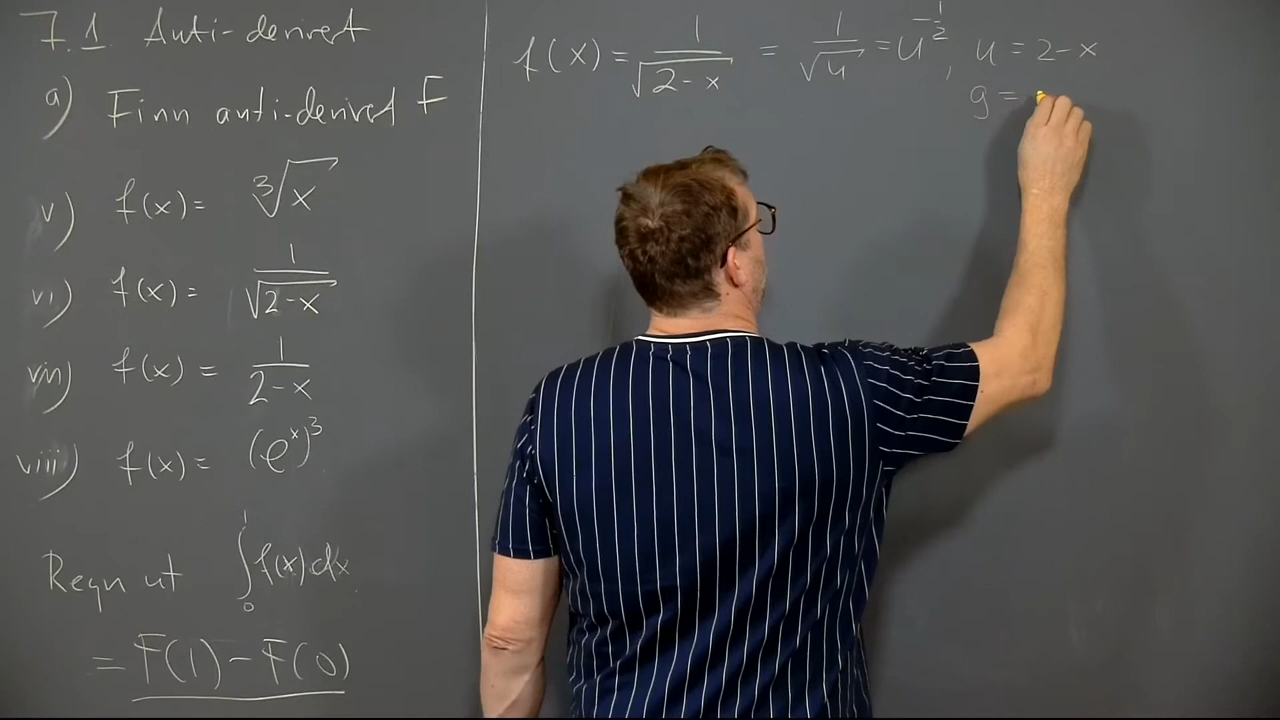 7.1 Anti-derivert
a) Finn anti-derivert F
v) f(x) = ∛x
vi) f(x) = 1/√(2-x)
vii) f(x) = 1/(2-x)
viii) f(x) = (e^x)^3
Regn ut ∫₀¹ f(x) dx
= F(1) - F(0)
f(x) = 1/√(2-x) = 1/√u = u^(-1/2), u = 2-x
g =